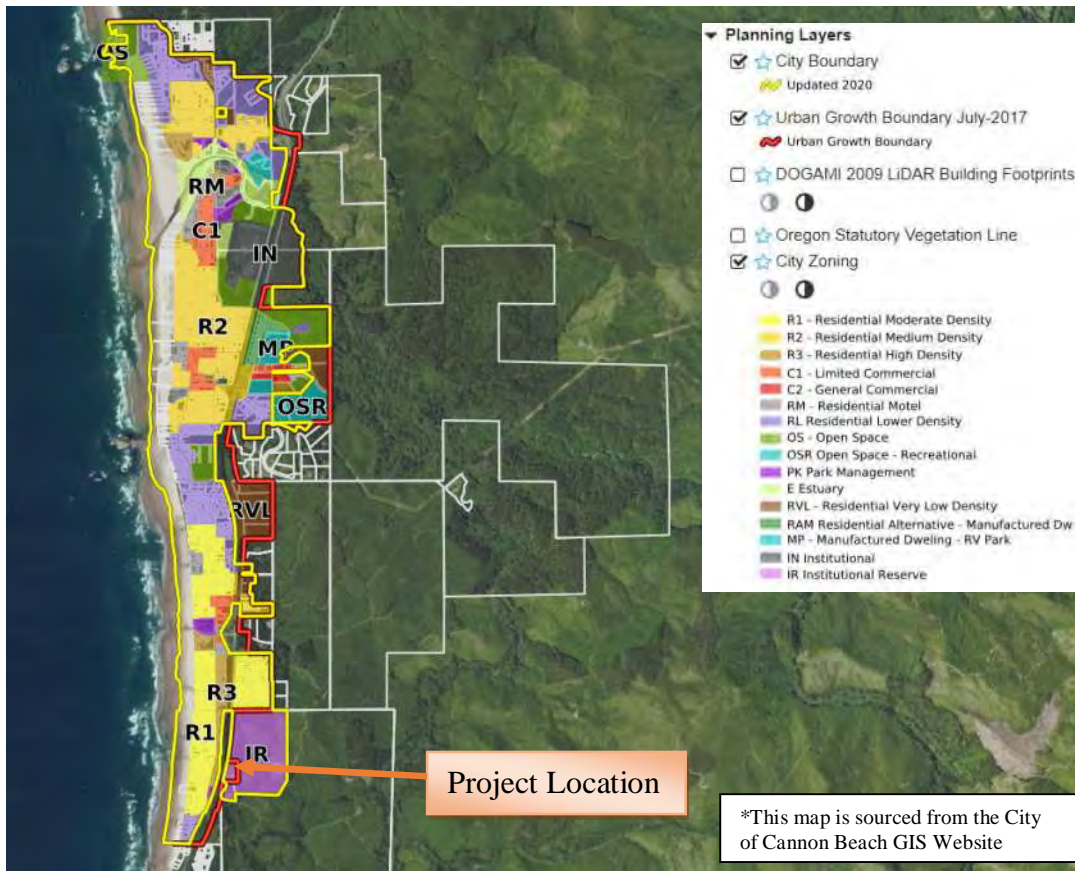 OS
RM
C1
IN
R2
MP
OSR
RVL
R3
R1
IR
Project Location
Planning Layers
City Boundary
Updated 2020
Urban Growth Boundary July-2017
Urban Growth Boundary
DOGAMI 2009 LiDAR Building Footprints
Oregon Statutory Vegetation Line
City Zoning
R1 - Residential Moderate Density
R2 - Residential Medium Density
R3 - Residential High Density
C1 - Limited Commercial
C2 - General Commercial
RM - Residential Motel
RL Residential Lower Density
OS - Open Space
OSR Open Space - Recreational
PK Park Management
E Estuary
RVL - Residential Very Low Density
RAM Residential Alternative - Manufactured Dw
MP - Manufactured Dweling - RV Park
IN Institutional
IR Institutional Reserve
*This map is sourced from the City
of Cannon Beach GIS Website